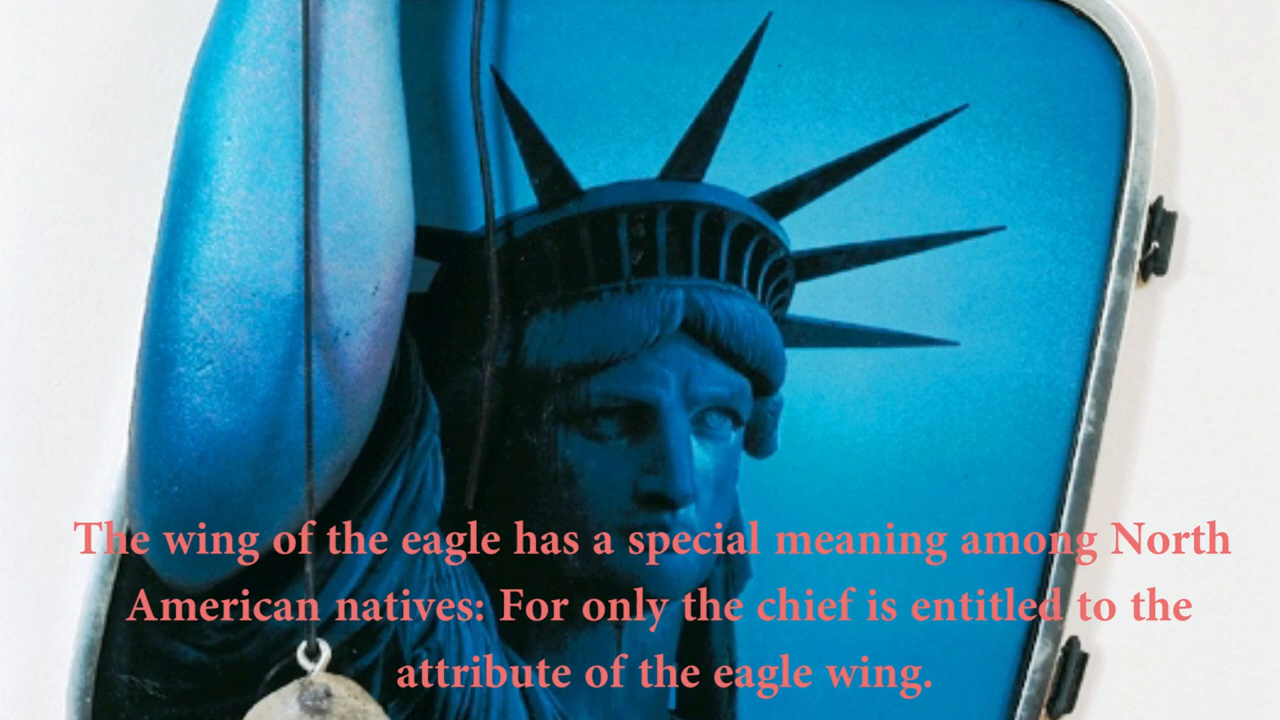 The wing of the eagle has a special meaning among North
American natives: For only the chief is entitled to the
attribute of the eagle wing.